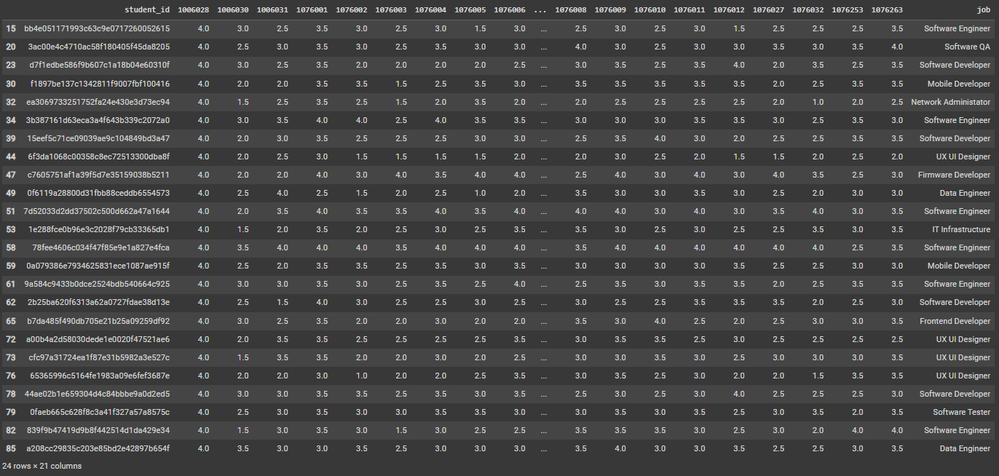 student_id 1006028 1006030 1006031 1076001 1076002 1076003 1076004 1076005 1076006 ... 1076008 1076009 1076010 1076011 1076012 1076027 1076032 1076253 1076263 job
15 bb4e051171993c63c9e0717260052615 4.0 3.0 2.5 3.5 3.0 2.5 3.0 1.5 3.0 ... 2.5 3.0 2.5 3.0 1.5 2.5 2.5 2.5 3.5 Software Engineer
20 3ac00e4c4710ac58f180405f45da8205 4.0 2.5 3.0 3.5 3.0 2.5 3.5 3.0 3.0 ... 4.0 3.0 2.5 3.0 3.0 3.5 3.0 3.5 4.0 Software QA
23 d7f1edbe586f9b607c1a18b04e60310f 4.0 3.0 2.0 3.0 2.0 2.0 2.0 2.0 2.5 ... 3.0 3.5 2.5 3.5 4.0 2.0 3.5 2.5 3.5 Software Developer
30 f1897be137c1342811f9007fbf100416 4.0 2.0 2.0 3.5 3.5 1.5 2.5 3.5 3.0 ... 3.5 3.5 3.5 3.5 3.5 2.0 2.5 3.5 3.0 Mobile Developer
32 ea3069733251752fa24e430e3d73ec94 4.0 1.5 2.5 3.5 2.5 1.5 2.0 3.5 2.0 ... 2.0 2.5 2.5 2.5 2.5 2.0 1.0 2.0 2.5 Network Administator
34 3b387161d63eca3a4f643b339c2072a0 4.0 3.0 3.5 4.0 4.0 2.5 4.0 3.5 3.5 ... 3.0 3.0 3.0 3.5 3.5 3.0 2.5 3.5 3.0 Software Engineer
39 15eef5c71ce09039ae9c104849bd3a47 4.0 2.0 3.0 3.5 2.5 2.5 2.5 3.0 3.0 ... 2.5 3.5 4.0 3.0 2.0 2.5 2.5 3.5 3.5 Software Developer
44 6f3da1068c00358c8ec72513300dba8f 4.0 2.0 2.5 3.0 1.5 1.5 1.5 1.5 2.0 ... 2.0 3.0 2.5 2.0 1.5 1.5 2.0 2.5 2.0 UX UI Designer
47 c7605751af1a39f5d7e35159038b5211 4.0 2.0 2.0 4.0 3.0 4.0 3.5 4.0 4.0 ... 2.5 4.0 3.0 4.0 3.0 4.0 3.5 2.5 3.0 Firmware Developer
49 0f6119a28800d31fbb88ceddb6554573 4.0 2.5 4.0 2.5 1.5 2.0 2.5 1.0 2.0 ... 3.5 3.0 3.0 3.5 3.0 2.5 2.0 3.0 3.0 Data Engineer
51 7d52033d2dd37502c500d662a47a1644 4.0 2.0 3.5 4.0 3.5 3.5 4.0 3.5 4.0 ... 4.0 4.0 3.0 4.0 3.0 3.5 4.0 3.0 3.5 Software Engineer
53 1e288fce0b96e3c2028f79cb33365db1 4.0 1.5 2.0 3.5 2.0 2.5 3.0 2.5 3.5 ... 3.5 3.0 2.5 3.0 2.5 2.5 3.5 3.5 3.0 IT Infrastructure
58 78fee4606c034f47f85e9e1a827e4fca 4.0 3.5 4.0 4.0 4.0 3.5 4.0 4.0 4.0 ... 3.5 4.0 4.0 4.0 4.0 4.0 4.0 2.5 3.5 Software Engineer
59 0a079386e7934625831ece1087ae915f 4.0 2.5 2.0 3.5 3.5 2.5 3.5 3.0 3.0 ... 2.5 3.0 3.0 3.0 3.5 2.5 2.5 3.5 3.0 Mobile Developer
61 9a584c9433b0dce2524bdb540664c925 4.0 3.0 3.0 3.5 3.0 2.5 3.5 2.5 4.0 ... 2.5 3.5 3.0 3.5 3.5 2.0 2.5 3.5 3.5 Software Engineer
62 2b25ba620f6313a62a0727fdae38d13e 4.0 2.5 1.5 4.0 3.0 2.5 2.5 3.0 2.5 ... 3.0 2.5 2.5 3.5 3.5 3.5 2.0 2.5 3.0 Software Developer
65 b7da485f490db705e21b25a09259df92 4.0 3.0 2.5 3.5 2.0 2.0 3.0 2.0 2.0 ... 3.5 3.0 4.0 2.5 2.0 2.5 3.0 3.0 3.5 Frontend Developer
72 a00b4a2d58030dede1e0020f47521ae6 4.0 2.0 3.5 3.5 2.5 2.5 2.5 2.5 3.5 ... 3.0 3.5 3.5 2.5 3.0 2.5 2.5 2.5 2.5 UX UI Designer
73 cfc97a31724ea1f87e31b5982a3e527c 4.0 1.5 3.5 3.5 2.0 2.0 3.0 2.0 2.5 ... 3.0 3.0 3.5 3.0 2.5 3.0 3.0 3.0 3.5 UX UI Designer
76 65365996c5164fe1983a09e6fef3687e 4.0 2.0 2.0 3.0 1.0 2.0 2.0 2.5 3.5 ... 3.0 3.5 2.5 3.0 2.0 2.0 1.5 3.5 3.5 UX UI Designer
78 44ae02b1e659304d4c84bbbe9a0d2ed5 4.0 3.0 3.5 3.5 3.5 2.5 3.5 3.0 3.5 ... 2.5 3.0 2.5 3.0 4.0 2.5 2.5 2.5 3.0 Software Developer
79 0faeb665c628f8c3a41f327a57a8575c 4.0 2.5 3.0 3.5 3.0 3.0 3.5 3.5 3.5 ... 3.0 3.5 3.0 3.5 2.5 3.0 3.5 2.0 3.5 Software Tester
82 839f9b47419d9b8f442514d1da429e34 4.0 1.5 3.0 3.5 3.0 1.5 3.0 2.5 2.5 ... 3.5 3.5 3.5 3.0 2.5 3.0 2.0 4.0 4.0 Software Engineer
85 a208cc29835c203e85bd2e42897b654f 4.0 3.5 3.0 3.0 3.5 2.5 3.0 3.0 3.0 ... 3.5 4.0 3.0 3.0 3.5 2.5 2.5 3.0 3.5 Data Engineer
24 rows × 21 columns